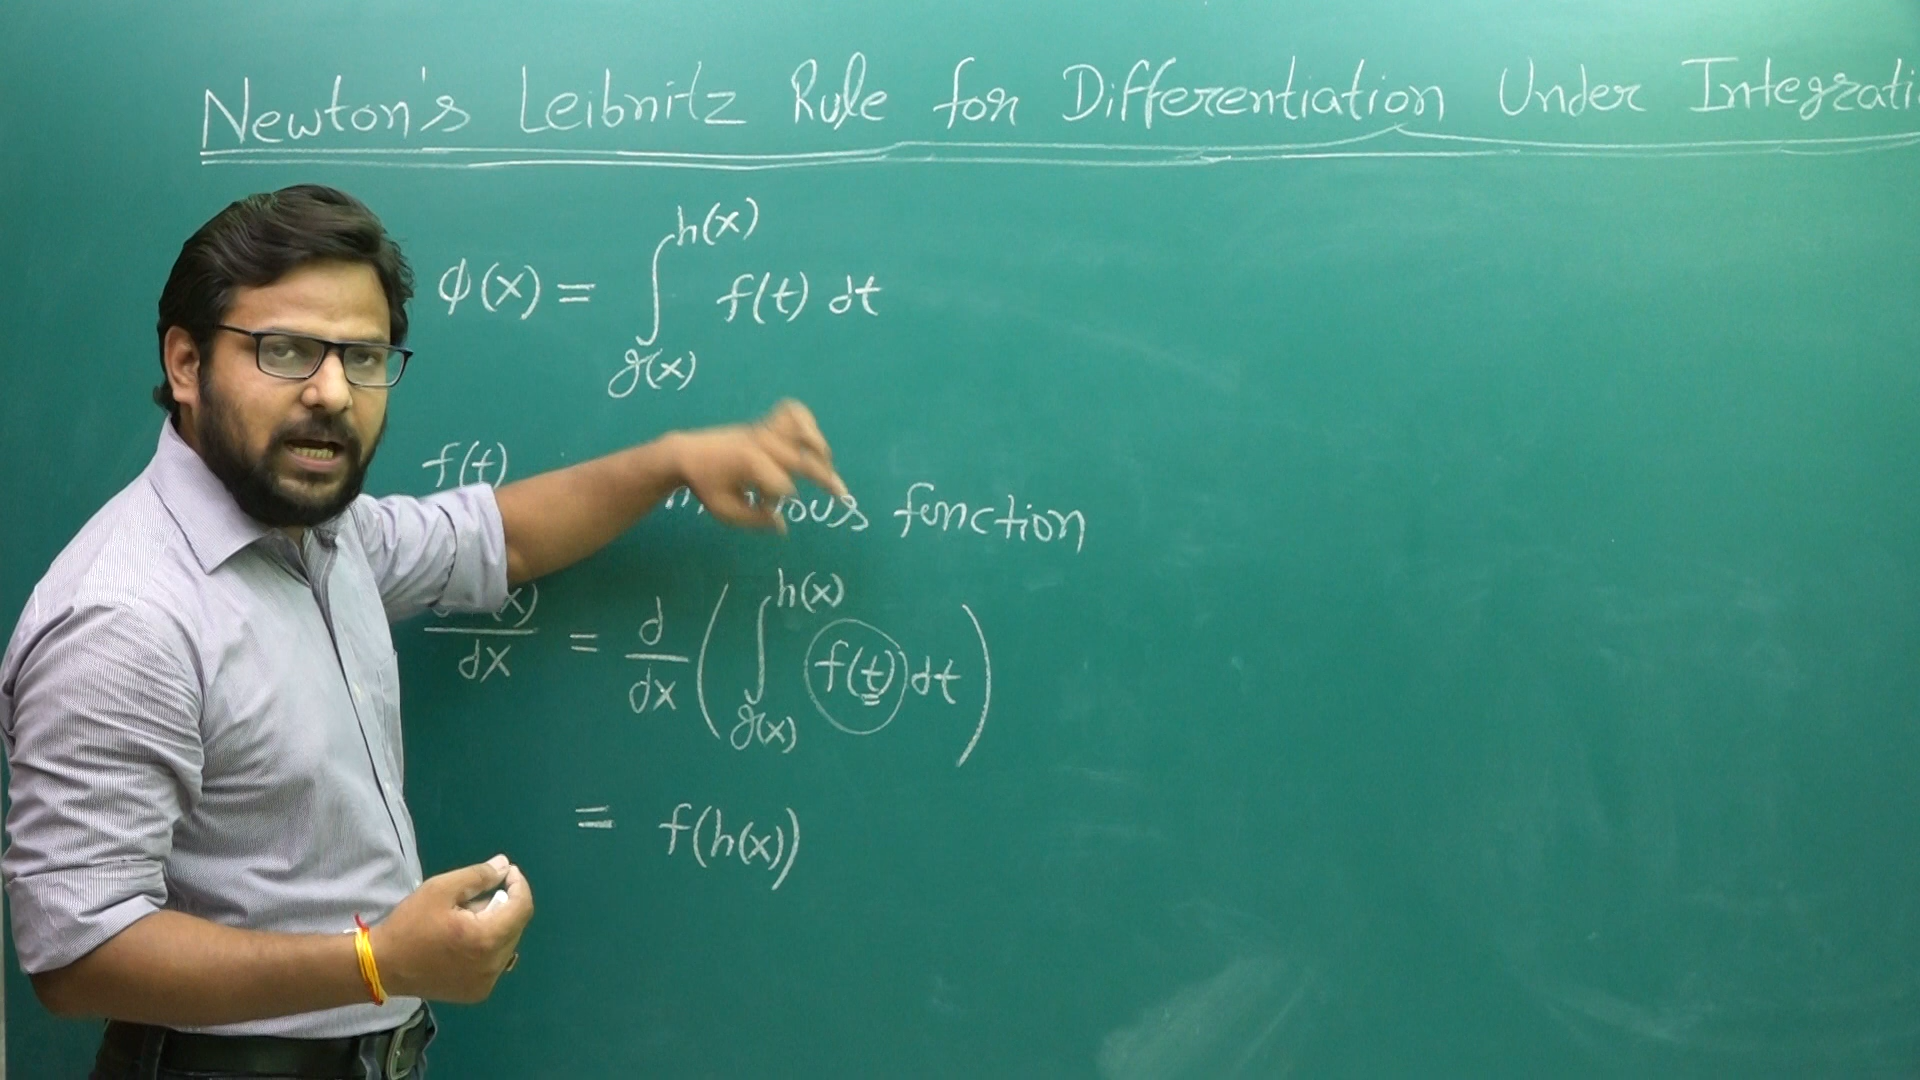 Newton's Leibnitz Rule for Differentiation Under Integrati
ϕ(x) = ∫_{g(x)}^{h(x)} f(t) dt
f(t) function
(x)/dx = d/dx (∫_{g(x)}^{h(x)} f(t) dt)
= f(h(x))